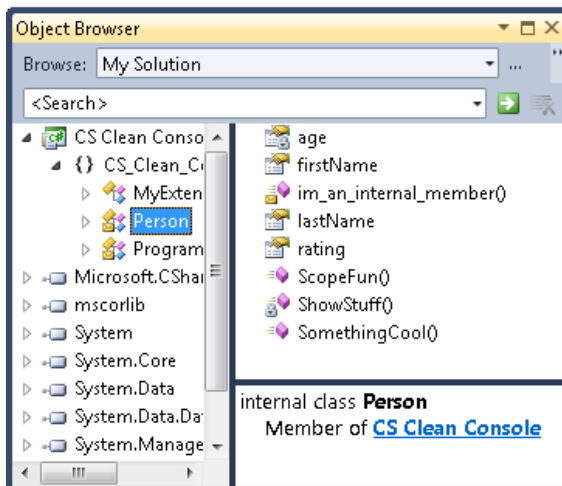 Object Browser
Browse: My Solution ...
<Search>
CS Clean Conso
{} CS_Clean_C
MyExten
Person
Program
Microsoft.CShar
mscorlib
System
System.Core
System.Data
System.Data.Da
System.Manage
age
firstName
im_an_internal_member()
lastName
rating
ScopeFun()
ShowStuff()
SomethingCool()
internal class Person
Member of CS Clean Console